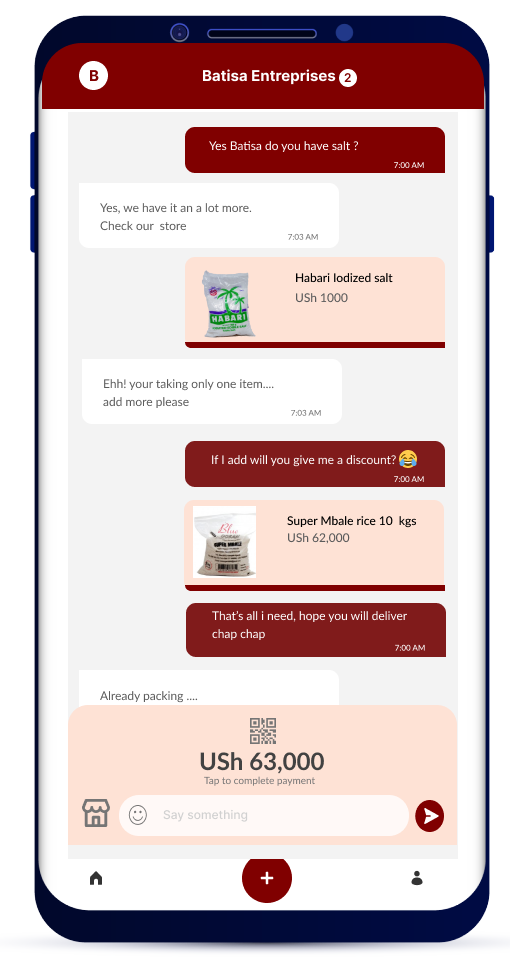 B
Batisa Entreprises 2
Yes Batisa do you have salt ?
7:00 AM
Yes, we have it an a lot more.
Check our store
7:03 AM
HABARI
Habari Iodized salt
USh 1000
Ehh! your taking only one item....
add more please
7:03 AM
If I add will you give me a discount? 😂
7:00 AM
SUPER MBALE
Super Mbale rice 10 kgs
USh 62,000
That's all i need, hope you will deliver
chap chap
7:00 AM
Already packing ....
USh 63,000
Tap to complete payment
Say something